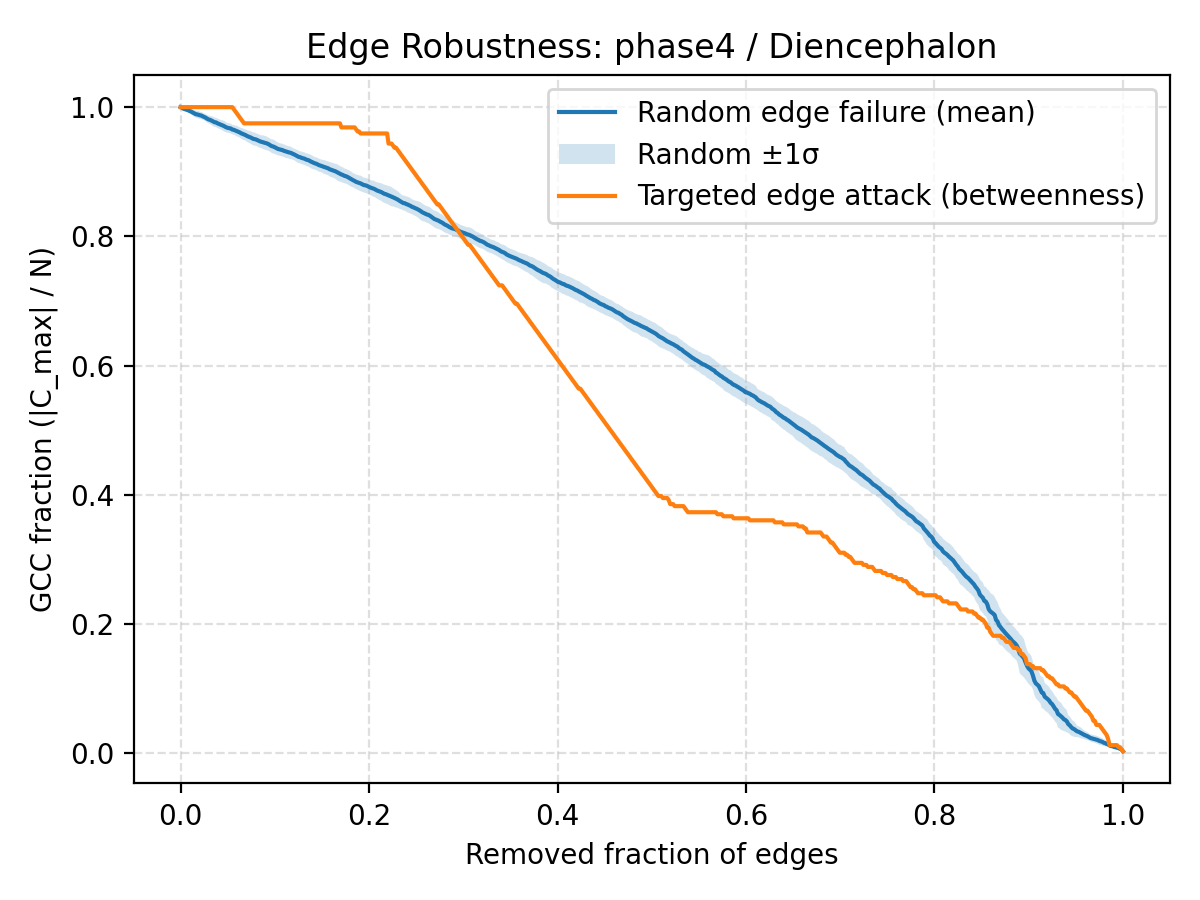 Edge Robustness: phase4 / Diencephalon
Random edge failure (mean)
Random ±1σ
Targeted edge attack (betweenness)
GCC fraction (|C_max| / N)
1.0
0.8
0.6
0.4
0.2
0.0
0.0 0.2 0.4 0.6 0.8 1.0
Removed fraction of edges